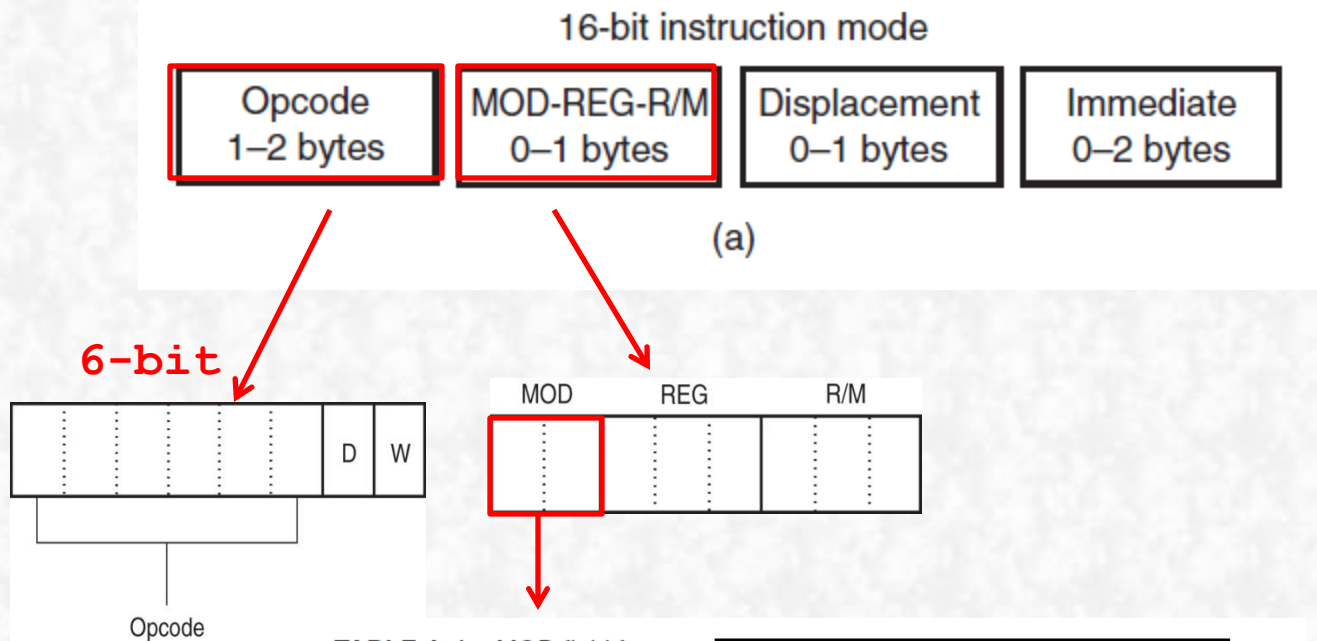 16-bit instruction mode
Opcode
1–2 bytes
MOD-REG-R/M
0–1 bytes
Displacement
0–1 bytes
Immediate
0–2 bytes
(a)
6-bit
D
W
Opcode
MOD
REG
R/M